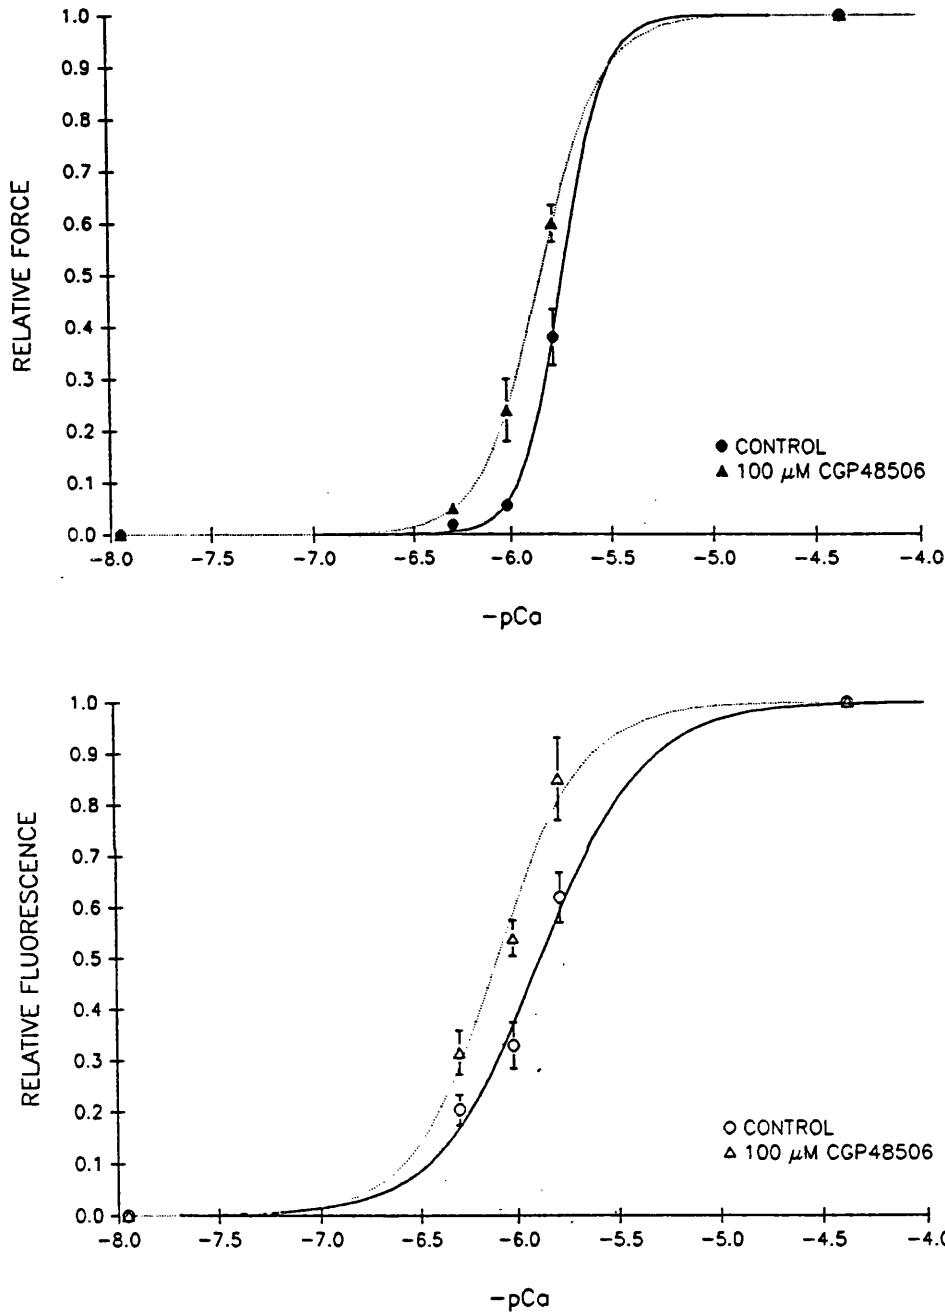 1.0
0.9
0.8
0.7
0.6
0.5
0.4
0.3
0.2
0.1
0.0
RELATIVE FORCE
● CONTROL
▲ 100 μM CGP48506
-8.0 -7.5 -7.0 -6.5 -6.0 -5.5 -5.0 -4.5 -4.0
-pCa
1.0
0.9
0.8
0.7
0.6
0.5
0.4
0.3
0.2
0.1
0.0
RELATIVE FLUORESCENCE
○ CONTROL
△ 100 μM CGP48506
-8.0 -7.5 -7.0 -6.5 -6.0 -5.5 -5.0 -4.5 -4.0
-pCa